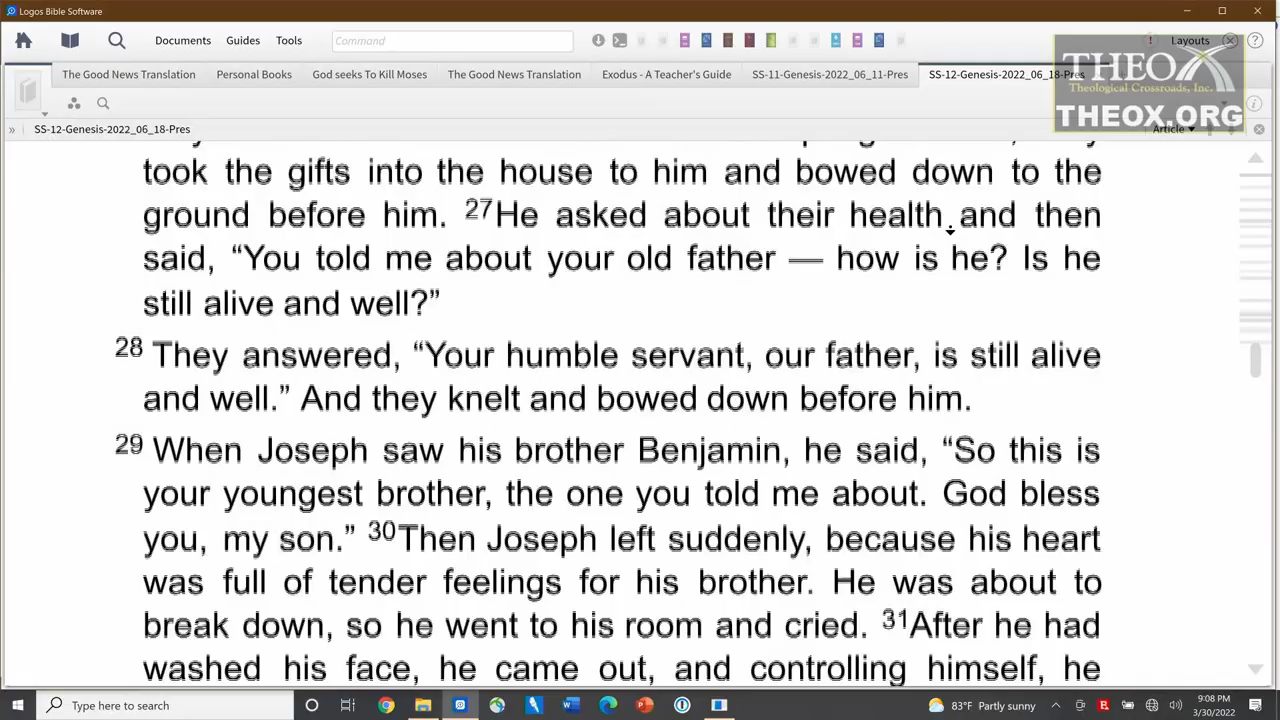 Logos Bible Software
Documents Guides Tools Command Layouts
The Good News Translation Personal Books God seeks To Kill Moses The Good News Translation Exodus - A Teacher's Guide SS-11-Genesis-2022_06_11-Pres SS-12-Genesis-2022_06_18-Pres
THEOX
Theological Crossroads, Inc.
THEOX.ORG
SS-12-Genesis-2022_06_18-Pres Article
took the gifts into the house to him and bowed down to the
ground before him. 27He asked about their health and then
said, “You told me about your old father — how is he? Is he
still alive and well?”
28 They answered, “Your humble servant, our father, is still alive
and well.” And they knelt and bowed down before him.
29 When Joseph saw his brother Benjamin, he said, “So this is
your youngest brother, the one you told me about. God bless
you, my son.” 30Then Joseph left suddenly, because his heart
was full of tender feelings for his brother. He was about to
break down, so he went to his room and cried. 31After he had
washed his face, he came out, and controlling himself, he
Type here to search 83°F Partly sunny 9:08 PM
3/30/2022